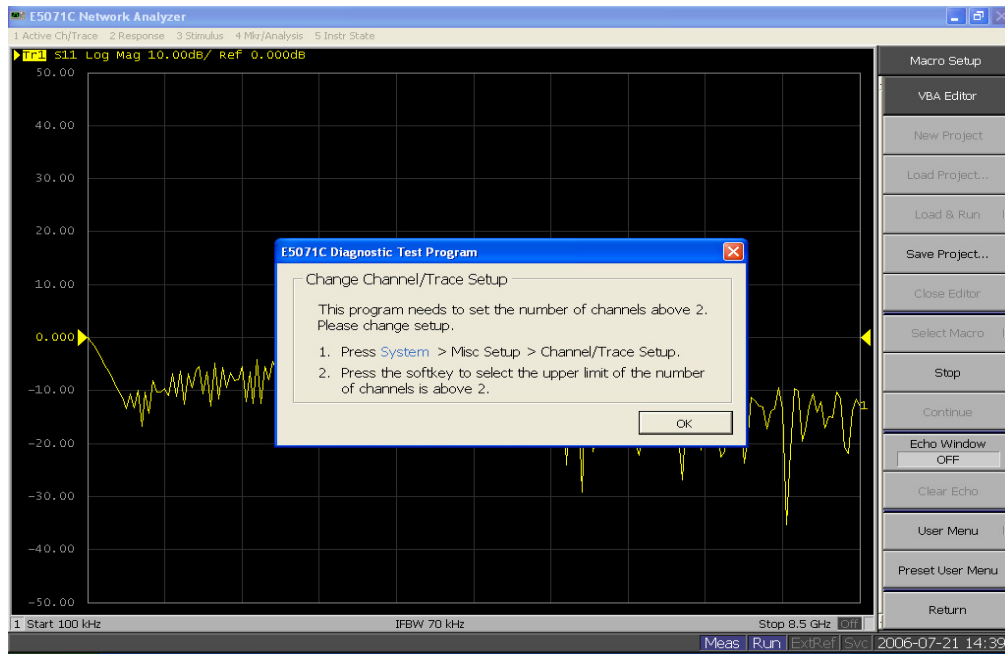 E5071C Network Analyzer
1 Active Ch/Trace 2 Response 3 Stimulus 4 Mkr/Analysis 5 Instr State
Tr1 S11 Log Mag 10.00dB/ Ref 0.000dB
50.00
40.00
30.00
20.00
10.00
0.000
-10.00
-20.00
-30.00
-40.00
-50.00
1
E5071C Diagnostic Test Program
Change Channel/Trace Setup
This program needs to set the number of channels above 2.
Please change setup.
1. Press System > Misc Setup > Channel/Trace Setup.
2. Press the softkey to select the upper limit of the number
of channels is above 2.
OK
Macro Setup
VBA Editor
New Project
Load Project...
Load & Run
Save Project...
Close Editor
Select Macro
Stop
Continue
Echo Window
OFF
Clear Echo
User Menu
Preset User Menu
Return
1 Start 100 kHz IFBW 70 kHz Stop 8.5 GHz Off
Meas Run ExtRef Svc 2006-07-21 14:39